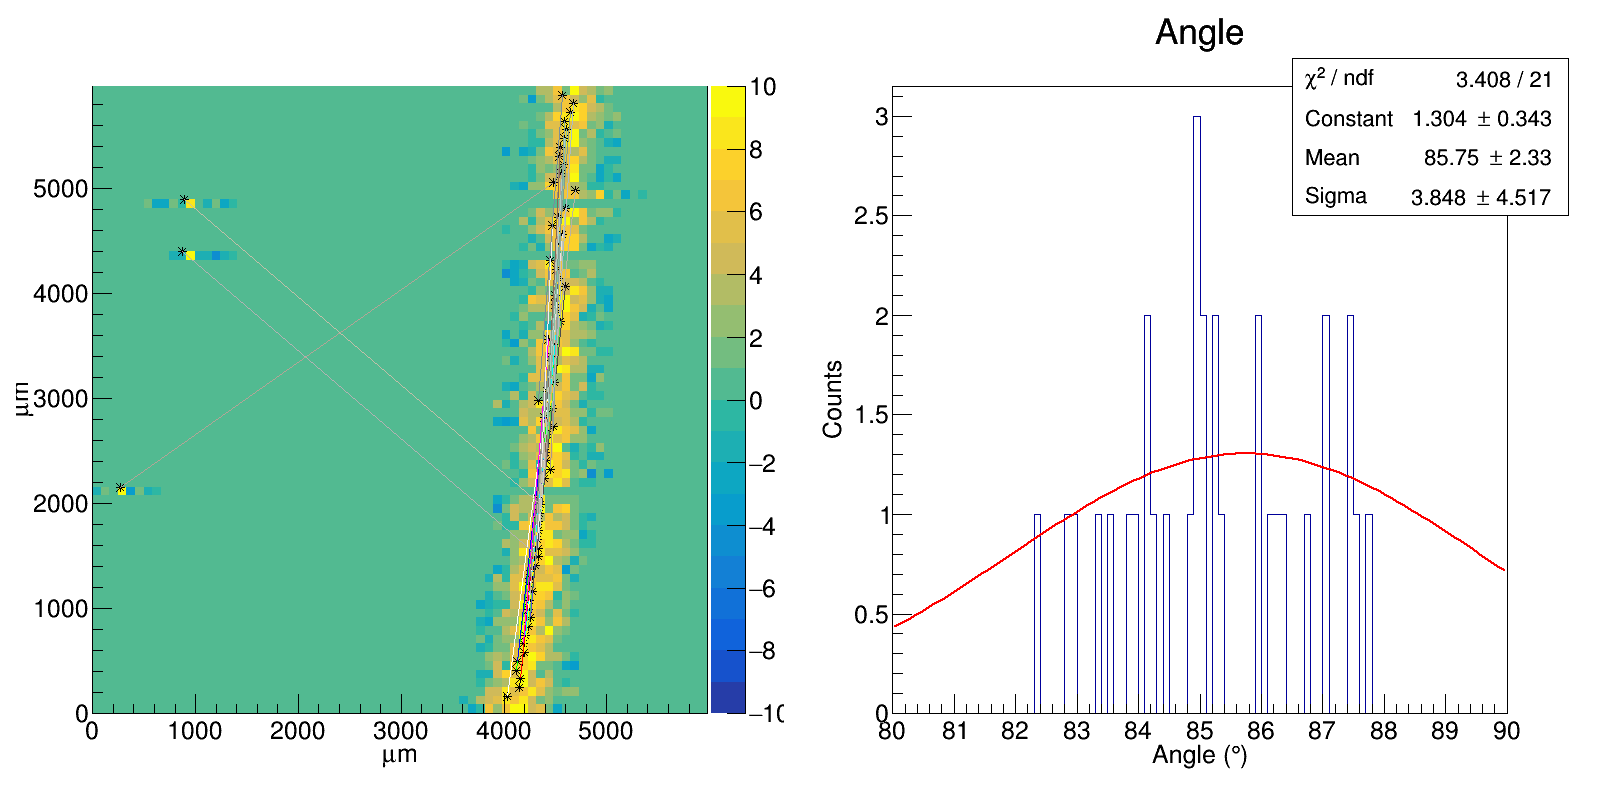 Angle
χ² / ndf 3.408 / 21
Constant 1.304 ± 0.343
Mean 85.75 ± 2.33
Sigma 3.848 ± 4.517
μm
5000
4000
3000
2000
1000
0
0 1000 2000 3000 4000 5000
μm
10
8
6
4
2
0
−2
−4
−6
−8
−10
Counts
3
2.5
2
1.5
1
0.5
0
80 81 82 83 84 85 86 87 88 89 90
Angle (°)